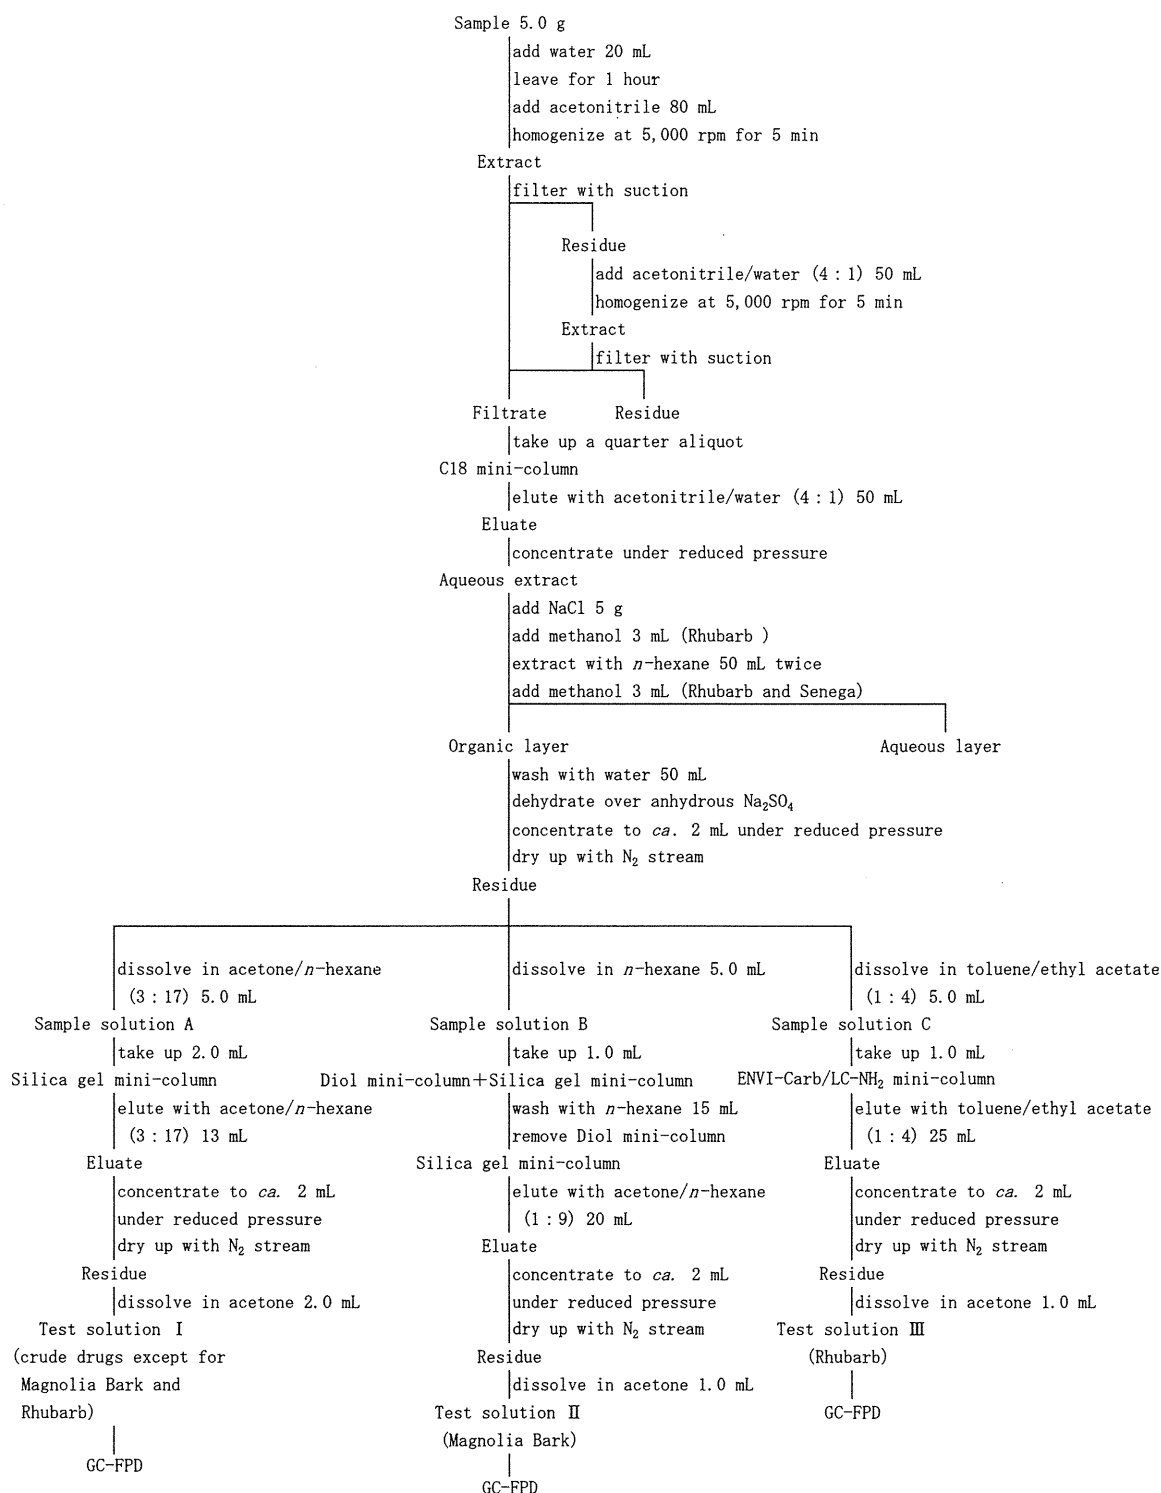 Sample 5.0 g
add water 20 mL
leave for 1 hour
add acetonitrile 80 mL
homogenize at 5,000 rpm for 5 min
Extract
filter with suction
Residue
add acetonitrile/water (4 : 1) 50 mL
homogenize at 5,000 rpm for 5 min
Extract
filter with suction
Filtrate Residue
take up a quarter aliquot
C18 mini-column
elute with acetonitrile/water (4 : 1) 50 mL
Eluate
concentrate under reduced pressure
Aqueous extract
add NaCl 5 g
add methanol 3 mL (Rhubarb )
extract with n-hexane 50 mL twice
add methanol 3 mL (Rhubarb and Senega)
Organic layer Aqueous layer
wash with water 50 mL
dehydrate over anhydrous Na₂SO₄
concentrate to ca. 2 mL under reduced pressure
dry up with N₂ stream
Residue
dissolve in acetone/n-hexane
(3 : 17) 5.0 mL
Sample solution A
take up 2.0 mL
Silica gel mini-column
elute with acetone/n-hexane
(3 : 17) 13 mL
Eluate
concentrate to ca. 2 mL
under reduced pressure
dry up with N₂ stream
Residue
dissolve in acetone 2.0 mL
Test solution Ⅰ
(crude drugs except for
Magnolia Bark and
Rhubarb)
GC-FPD
dissolve in n-hexane 5.0 mL
Sample solution B
take up 1.0 mL
Diol mini-column+Silica gel mini-column
wash with n-hexane 15 mL
remove Diol mini-column
Silica gel mini-column
elute with acetone/n-hexane
(1 : 9) 20 mL
Eluate
concentrate to ca. 2 mL
under reduced pressure
dry up with N₂ stream
Residue
dissolve in acetone 1.0 mL
Test solution Ⅱ
(Magnolia Bark)
GC-FPD
dissolve in toluene/ethyl acetate
(1 : 4) 5.0 mL
Sample solution C
take up 1.0 mL
ENVI-Carb/LC-NH₂ mini-column
elute with toluene/ethyl acetate
(1 : 4) 25 mL
Eluate
concentrate to ca. 2 mL
under reduced pressure
dry up with N₂ stream
Residue
dissolve in acetone 1.0 mL
Test solution Ⅲ
(Rhubarb)
GC-FPD